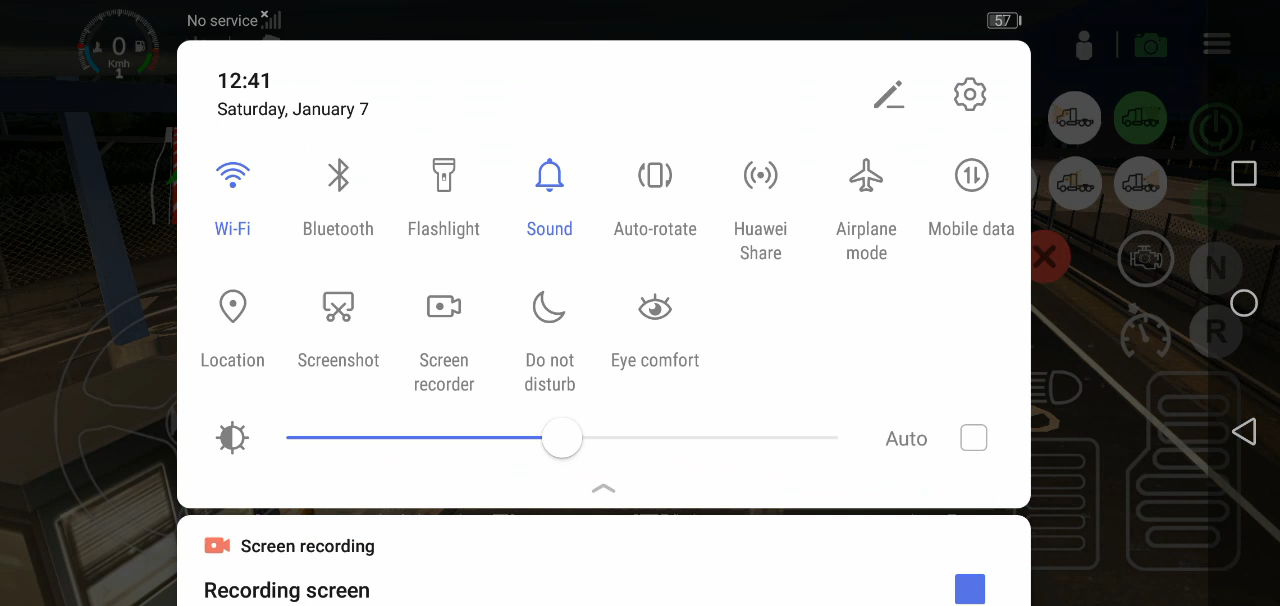 No service
57
0
Kmh
1
12:41
Saturday, January 7
Wi-Fi
Bluetooth
Flashlight
Sound
Auto-rotate
Huawei
Share
Airplane
mode
Mobile data
Location
Screenshot
Screen
recorder
Do not
disturb
Eye comfort
Auto
N
R
Screen recording
Recording screen